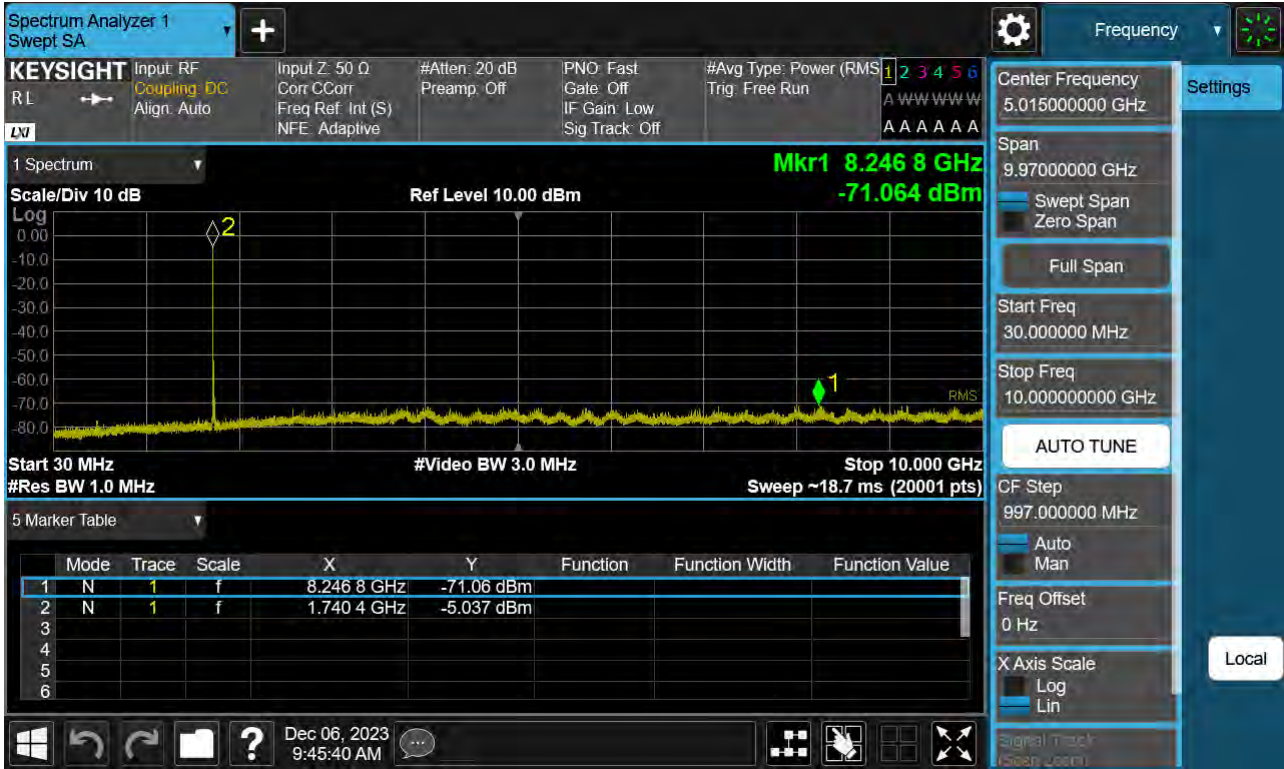 Spectrum Analyzer 1
Swept SA
+
Frequency
KEYSIGHT
RL
LXI
Input: RF
Coupling: DC
Align: Auto
Input Z: 50 Ω
Corr CCorr
Freq Ref: Int (S)
NFE: Adaptive
#Atten: 20 dB
Preamp: Off
PNO: Fast
Gate: Off
IF Gain: Low
Sig Track: Off
#Avg Type: Power (RMS
Trig: Free Run
1 2 3 4 5 6
A W W W W W
A A A A A A
1 Spectrum
Mkr1 8.246 8 GHz
Scale/Div 10 dB
Ref Level 10.00 dBm
-71.064 dBm
Log
0.00
-10.0
-20.0
-30.0
-40.0
-50.0
-60.0
-70.0
-80.0
2
1
RMS
Start 30 MHz
#Video BW 3.0 MHz
Stop 10.000 GHz
#Res BW 1.0 MHz
Sweep ~18.7 ms (20001 pts)
5 Marker Table
Mode Trace Scale X Y Function Function Width Function Value
1 N 1 f 8.246 8 GHz -71.06 dBm
2 N 1 f 1.740 4 GHz -5.037 dBm
3
4
5
6
Center Frequency
5.015000000 GHz
Span
9.97000000 GHz
Swept Span
Zero Span
Full Span
Start Freq
30.000000 MHz
Stop Freq
10.000000000 GHz
AUTO TUNE
CF Step
997.000000 MHz
Auto
Man
Freq Offset
0 Hz
X Axis Scale
Log
Lin
Signal Track
(Span Zoom)
Settings
Local
?
Dec 06, 2023
9:45:40 AM